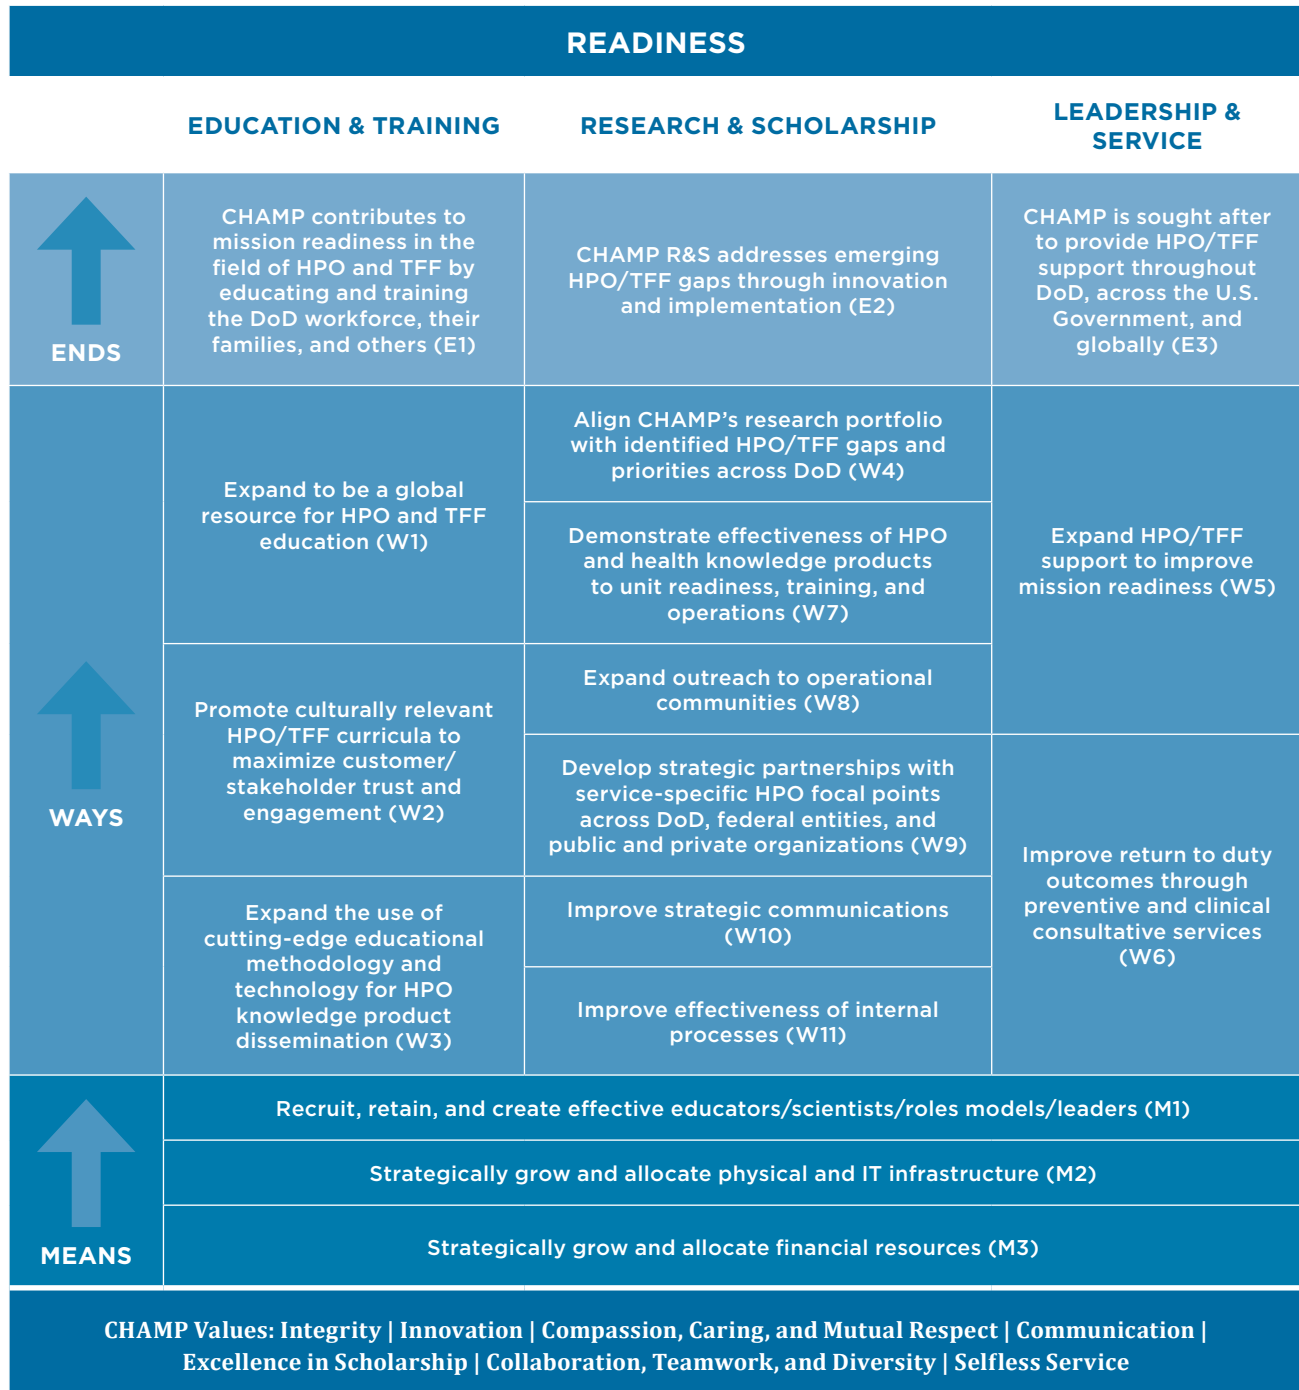 READINESS
EDUCATION & TRAINING
RESEARCH & SCHOLARSHIP
LEADERSHIP &
SERVICE
ENDS
CHAMP contributes to
mission readiness in the
field of HPO and TFF by
educating and training
the DoD workforce, their
families, and others (E1)
CHAMP R&S addresses emerging
HPO/TFF gaps through innovation
and implementation (E2)
CHAMP is sought after
to provide HPO/TFF
support throughout
DoD, across the U.S.
Government, and
globally (E3)
WAYS
Expand to be a global
resource for HPO and TFF
education (W1)
Promote culturally relevant
HPO/TFF curricula to
maximize customer/
stakeholder trust and
engagement (W2)
Expand the use of
cutting-edge educational
methodology and
technology for HPO
knowledge product
dissemination (W3)
Align CHAMP’s research portfolio
with identified HPO/TFF gaps and
priorities across DoD (W4)
Demonstrate effectiveness of HPO
and health knowledge products
to unit readiness, training, and
operations (W7)
Expand outreach to operational
communities (W8)
Develop strategic partnerships with
service-specific HPO focal points
across DoD, federal entities, and
public and private organizations (W9)
Improve strategic communications
(W10)
Improve effectiveness of internal
processes (W11)
Expand HPO/TFF
support to improve
mission readiness (W5)
Improve return to duty
outcomes through
preventive and clinical
consultative services
(W6)
MEANS
Recruit, retain, and create effective educators/scientists/roles models/leaders (M1)
Strategically grow and allocate physical and IT infrastructure (M2)
Strategically grow and allocate financial resources (M3)
CHAMP Values: Integrity | Innovation | Compassion, Caring, and Mutual Respect | Communication |
Excellence in Scholarship | Collaboration, Teamwork, and Diversity | Selfless Service